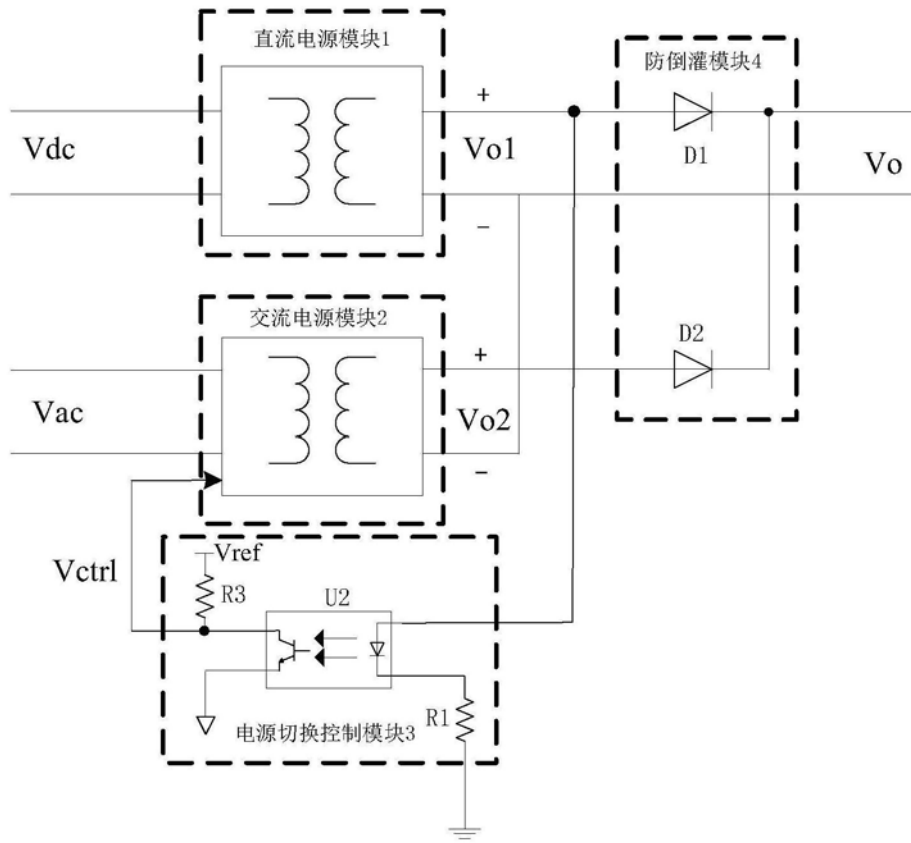 直流电源模块1
防倒灌模块4
+
Vdc
Vo1
D1
Vo
-
交流电源模块2
+
D2
Vac
Vo2
-
Vref
Vctrl
R3
U2
R1
电源切换控制模块3